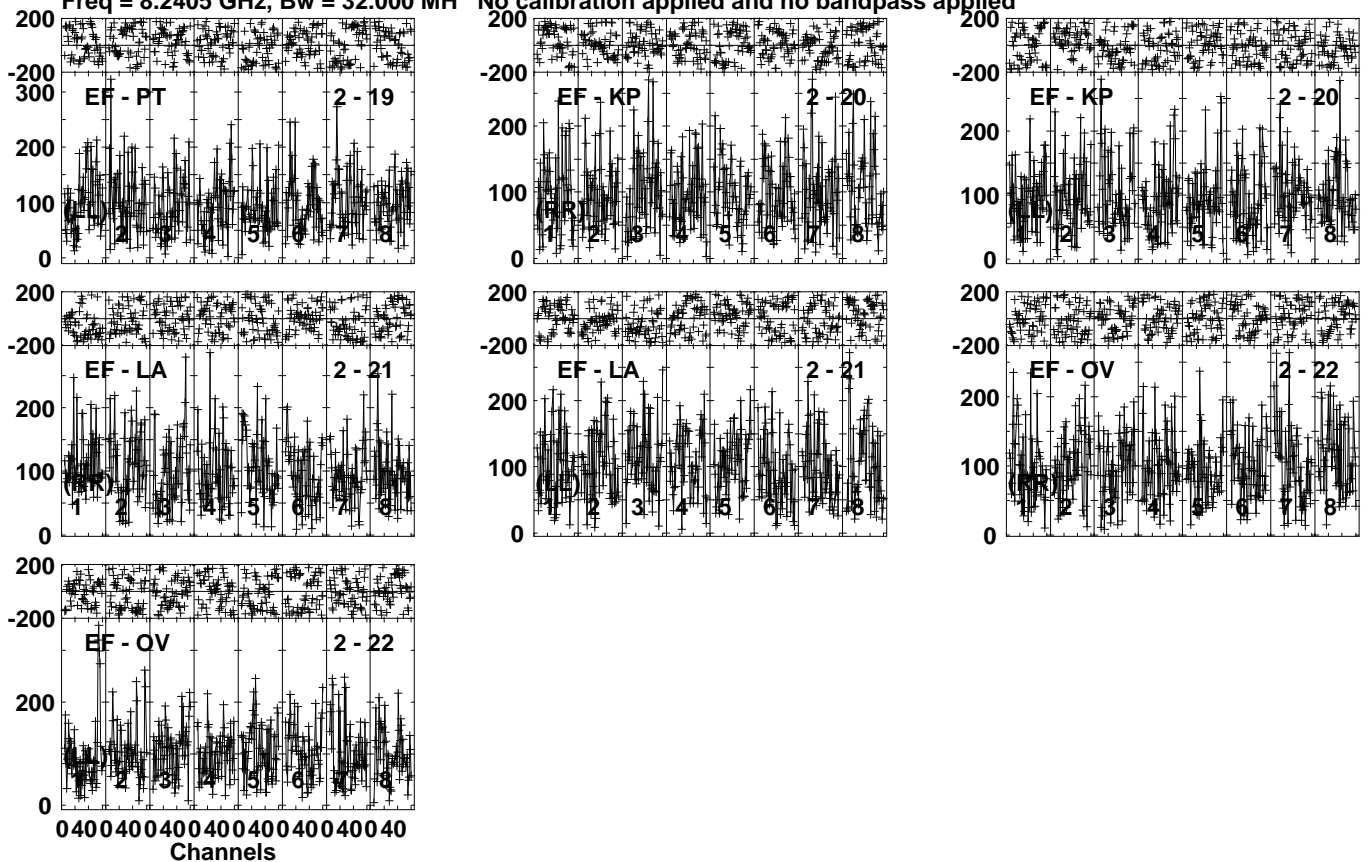 Freq = 8.2405 GHz, Bw = 32.000 MH No calibration applied and no bandpass applied
200 200 200
-200 -200
300 EF - PT 2 - 19 EF - KP 2 - 20 EF - KP 2 - 20
200 200 200
100 100 100
(LL) (RR) (LL)
1 2 3 4 5 6 7 8 1 2 3 4 5 6 7 8 1 2 3 4 5 6 7 8
0 0 0
200 200 200
-200 -200 -200
EF - LA 2 - 21 EF - LA 2 - 21 EF - OV 2 - 22
200 200 200
100 100 100
(RR) (LL) (RR)
1 2 3 4 5 6 7 8 1 2 3 4 5 6 7 8 1 2 3 4 5 6 7 8
0 0 0
200
-200
EF - OV 2 - 22
200
(LL)
1 2 3 4 5 6 7 8
0
0 40 0 40 0 40 0 40 0 40 0 40 0 40 0 40
Channels